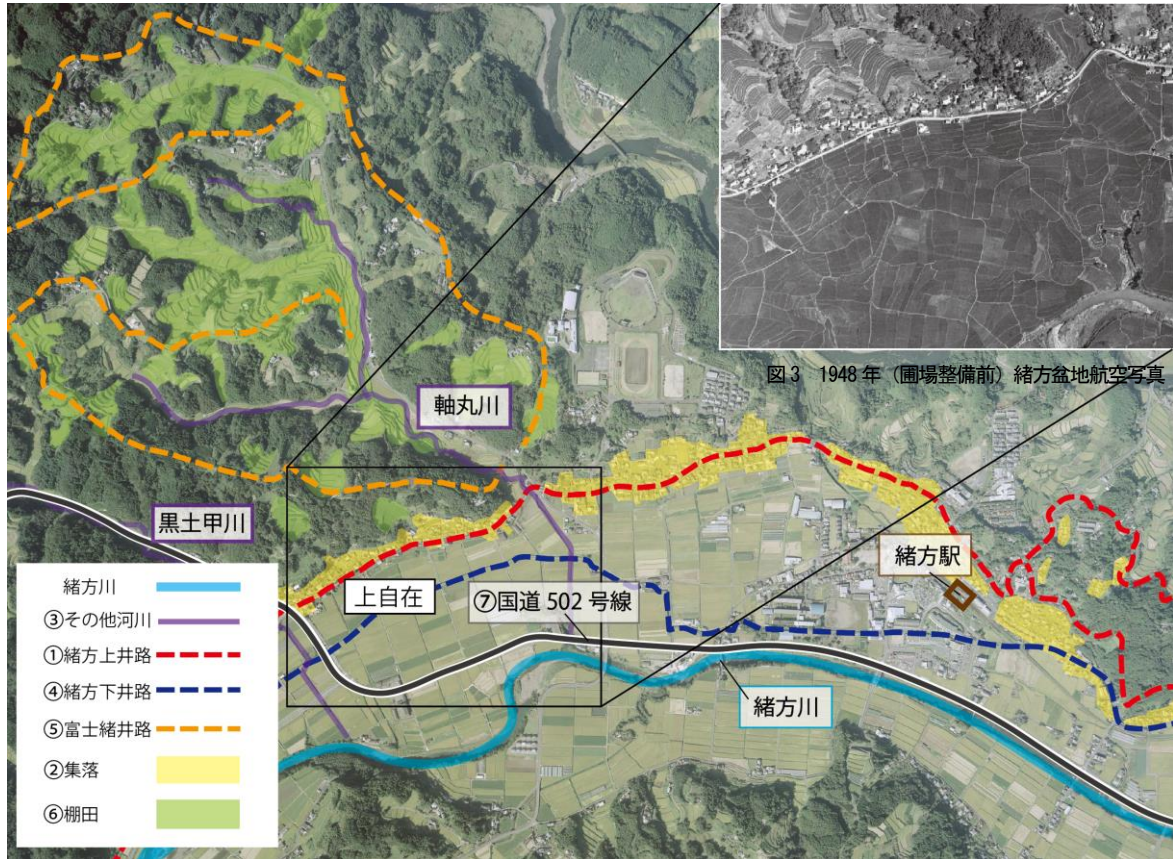 図3 1948年（圃場整備前）緒方盆地航空写真
軸丸川
黒土甲川
緒方駅
上自在
⑦国道502号線
緒方川
緒方川
③その他河川
①緒方上井路
④緒方下井路
⑤富士緒井路
②集落
⑥棚田